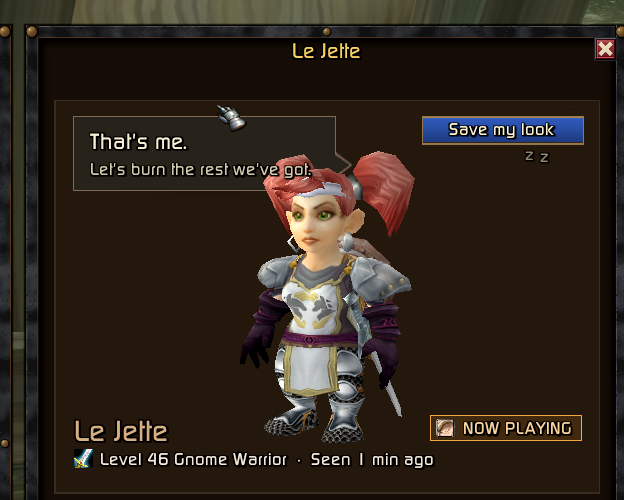 Le Jette
That's me.
Let's burn the rest we've got.
Save my look
z z
Le Jette
NOW PLAYING
Level 46 Gnome Warrior · Seen 1 min ago